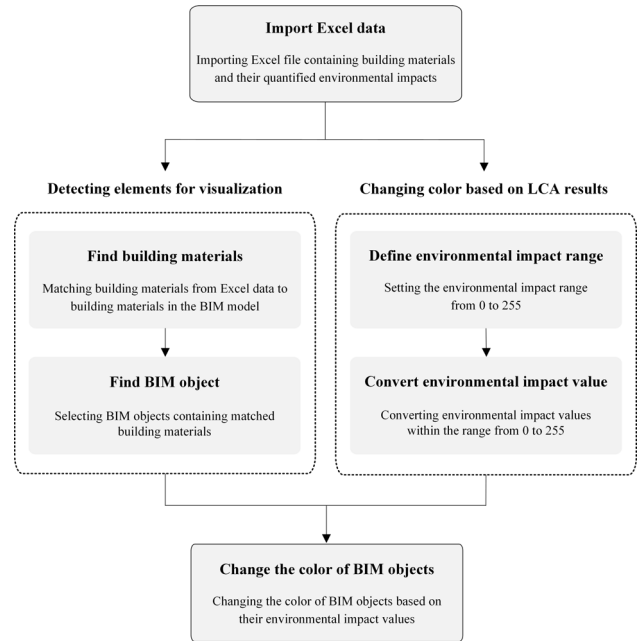 Import Excel data
Importing Excel file containing building materials
and their quantified environmental impacts
Detecting elements for visualization
Find building materials
Matching building materials from Excel data to
building materials in the BIM model
Find BIM object
Selecting BIM objects containing matched
building materials
Changing color based on LCA results
Define environmental impact range
Setting the environmental impact range
from 0 to 255
Convert environmental impact value
Converting environmental impact values
within the range from 0 to 255
Change the color of BIM objects
Changing the color of BIM objects based on
their environmental impact values